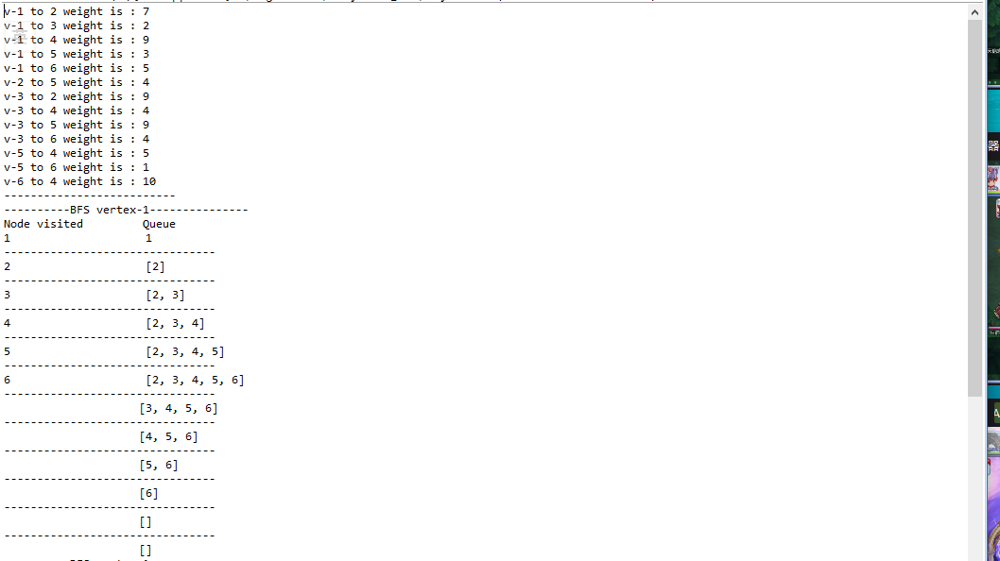 v-1 to 2 weight is : 7
v-1 to 3 weight is : 2
v-1 to 4 weight is : 9
v-1 to 5 weight is : 3
v-1 to 6 weight is : 5
v-2 to 5 weight is : 4
v-3 to 2 weight is : 9
v-3 to 4 weight is : 4
v-3 to 5 weight is : 9
v-3 to 6 weight is : 4
v-5 to 4 weight is : 5
v-5 to 6 weight is : 1
v-6 to 4 weight is : 10
--------------------------
----------BFS vertex-1---------------
Node visited         Queue
1                     1
--------------------------------
2                     [2]
--------------------------------
3                     [2, 3]
--------------------------------
4                     [2, 3, 4]
--------------------------------
5                     [2, 3, 4, 5]
--------------------------------
6                     [2, 3, 4, 5, 6]
--------------------------------
[3, 4, 5, 6]
--------------------------------
[4, 5, 6]
--------------------------------
[5, 6]
--------------------------------
[6]
--------------------------------
[]
--------------------------------
[]